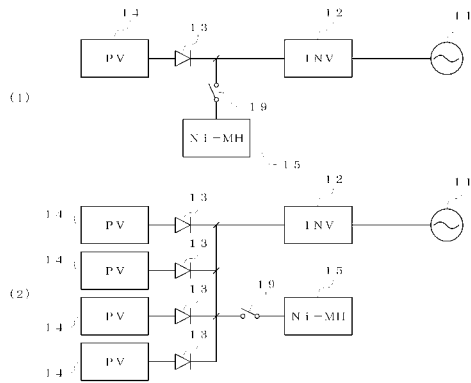 14 13 12 11
PV INV
(1)
19
Ni-MH
15
12 11
14 13
PV INV
14 13
PV
19 15
(2) 13
14 PV Ni-MH
13
14 PV